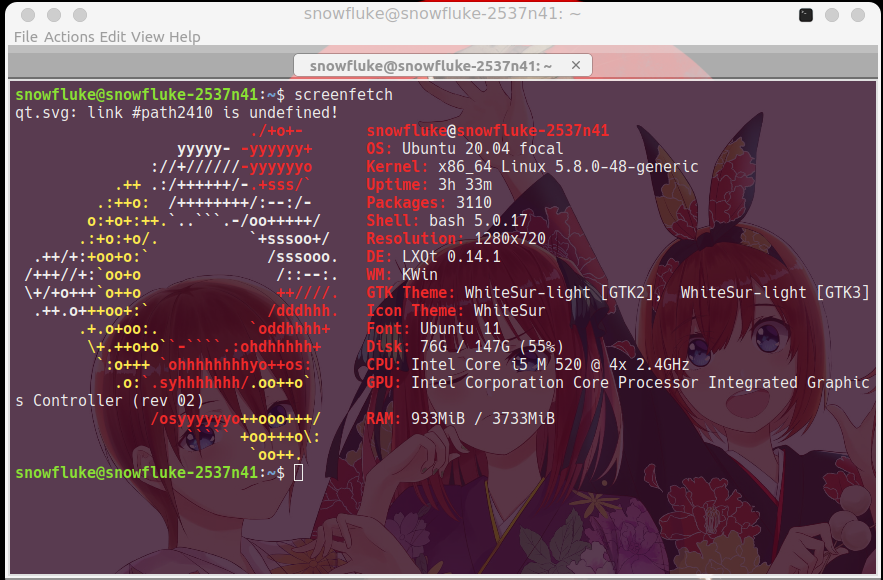 snowfluke@snowfluke-2537n41: ~
File Actions Edit View Help
snowfluke@snowfluke-2537n41: ~ ×
snowfluke@snowfluke-2537n41:~$ screenfetch
qt.svg: link #path2410 is undefined!
./+o+- snowfluke@snowfluke-2537n41
yyyyy- -yyyyyy+ OS: Ubuntu 20.04 focal
://+//////-yyyyyyo Kernel: x86_64 Linux 5.8.0-48-generic
.++ .:/++++++/-.+sss/` Uptime: 3h 33m
.:++o: /++++++++/:--:/- Packages: 3110
o:+o+:++.`..```.-/oo+++++/ Shell: bash 5.0.17
.:+o:+o/. `+sssoo+/ Resolution: 1280x720
.++/+:+oo+o:` /sssooo. DE: LXQt 0.14.1
/+++//+:`oo+o /::--:. WM: KWin
\+/+o+++`o++o ++////. GTK Theme: WhiteSur-light [GTK2], WhiteSur-light [GTK3]
.++.o+++oo+:` /dddhhh. Icon Theme: WhiteSur
.+.o+oo:. `oddhhhh+ Font: Ubuntu 11
\+.++o+o``-````.:ohdhhhhh+ Disk: 76G / 147G (55%)
`:o+++ `ohhhhhhhhyo++os: CPU: Intel Core i5 M 520 @ 4x 2.4GHz
.o:`.syhhhhhhh/.oo++o` GPU: Intel Corporation Core Processor Integrated Graphic
s Controller (rev 02)
/osyyyyyyo++ooo+++/ RAM: 933MiB / 3733MiB
````` +oo+++o\:
`oo++.
snowfluke@snowfluke-2537n41:~$